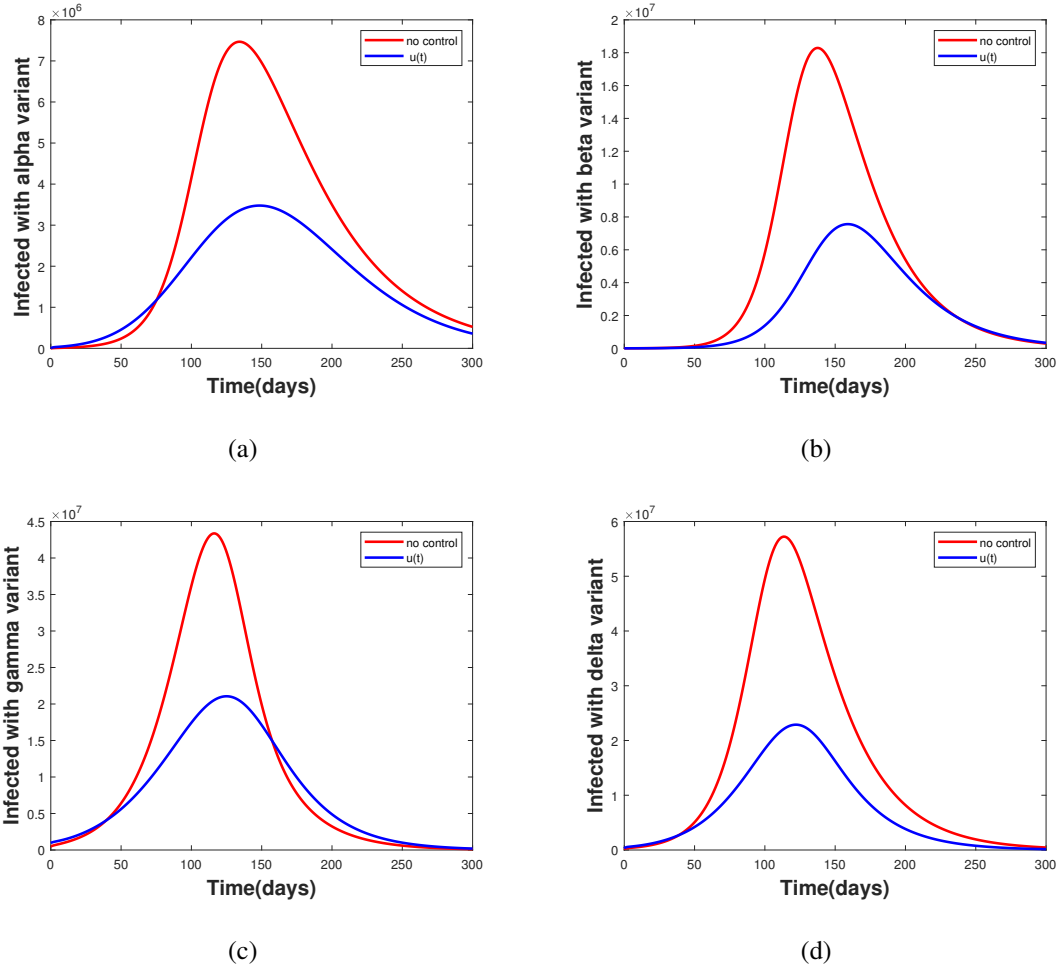 ×10^6
8
7
6
5
4
3
2
1
0
0 50 100 150 200 250 300
Infected with alpha variant
Time(days)
no control
u(t)
(a)
×10^7
2
1.8
1.6
1.4
1.2
1
0.8
0.6
0.4
0.2
0
0 50 100 150 200 250 300
Infected with beta variant
Time(days)
no control
u(t)
(b)
×10^7
4.5
4
3.5
3
2.5
2
1.5
1
0.5
0
0 50 100 150 200 250 300
Infected with gamma variant
Time(days)
no control
u(t)
(c)
×10^7
6
5
4
3
2
1
0
0 50 100 150 200 250 300
Infected with delta variant
Time(days)
no control
u(t)
(d)